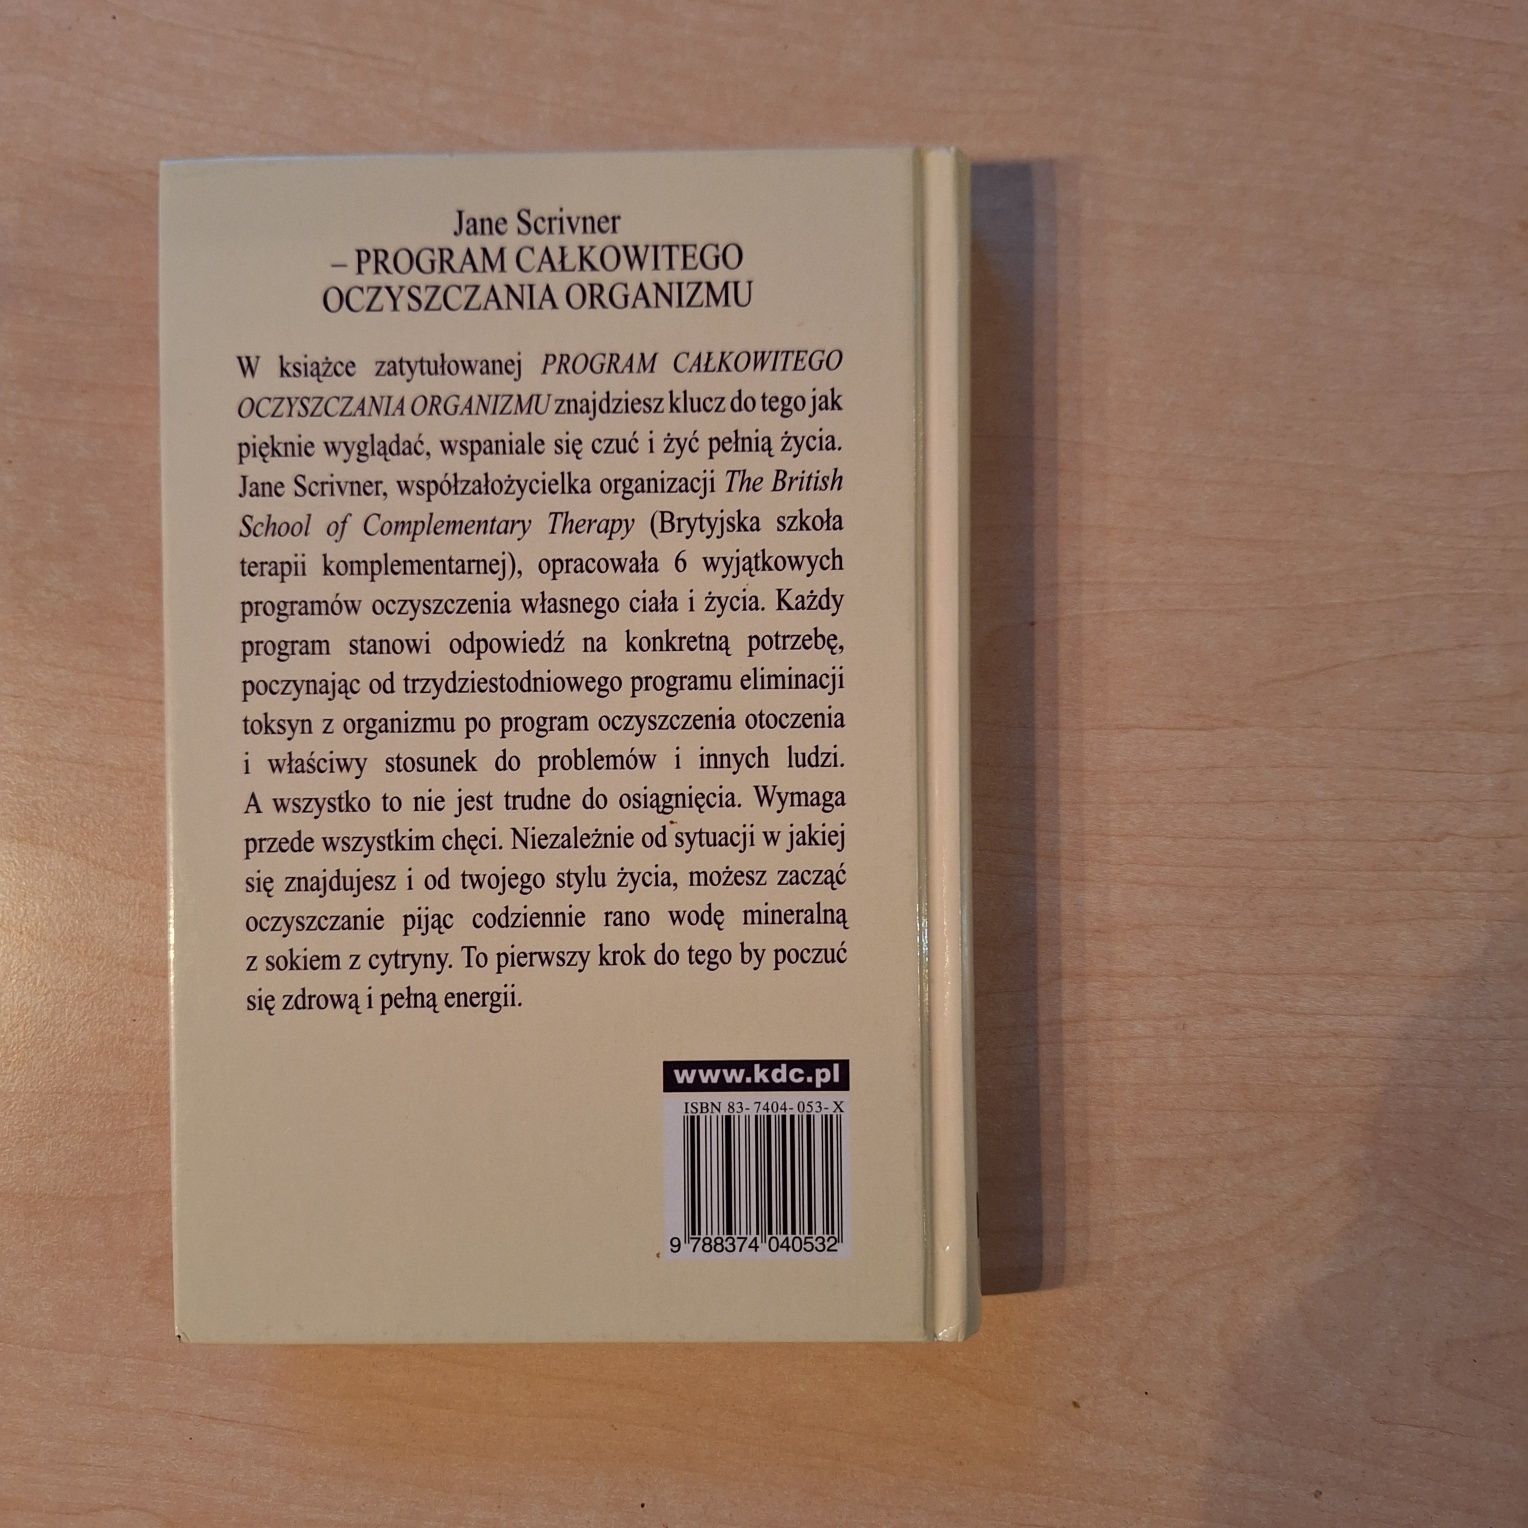 Jane Scrivner
– PROGRAM CAŁKOWITEGO
OCZYSZCZANIA ORGANIZMU
W książce zatytułowanej PROGRAM CAŁKOWITEGO
OCZYSZCZANIA ORGANIZMU znajdziesz klucz do tego jak
pięknie wyglądać, wspaniale się czuć i żyć pełnią życia.
Jane Scrivner, współzałożycielka organizacji The British
School of Complementary Therapy (Brytyjska szkoła
terapii komplementarnej), opracowała 6 wyjątkowych
programów oczyszczenia własnego ciała i życia. Każdy
program stanowi odpowiedź na konkretną potrzebę,
poczynając od trzydziestodniowego programu eliminacji
toksyn z organizmu po program oczyszczenia otoczenia
i właściwy stosunek do problemów i innych ludzi.
A wszystko to nie jest trudne do osiągnięcia. Wymaga
przede wszystkim chęci. Niezależnie od sytuacji w jakiej
się znajdujesz i od twojego stylu życia, możesz zacząć
oczyszczanie pijąc codziennie rano wodę mineralną
z sokiem z cytryny. To pierwszy krok do tego by poczuć
się zdrową i pełną energii.
www.kdc.pl
ISBN 83-7404-053-X
9 788374 040532